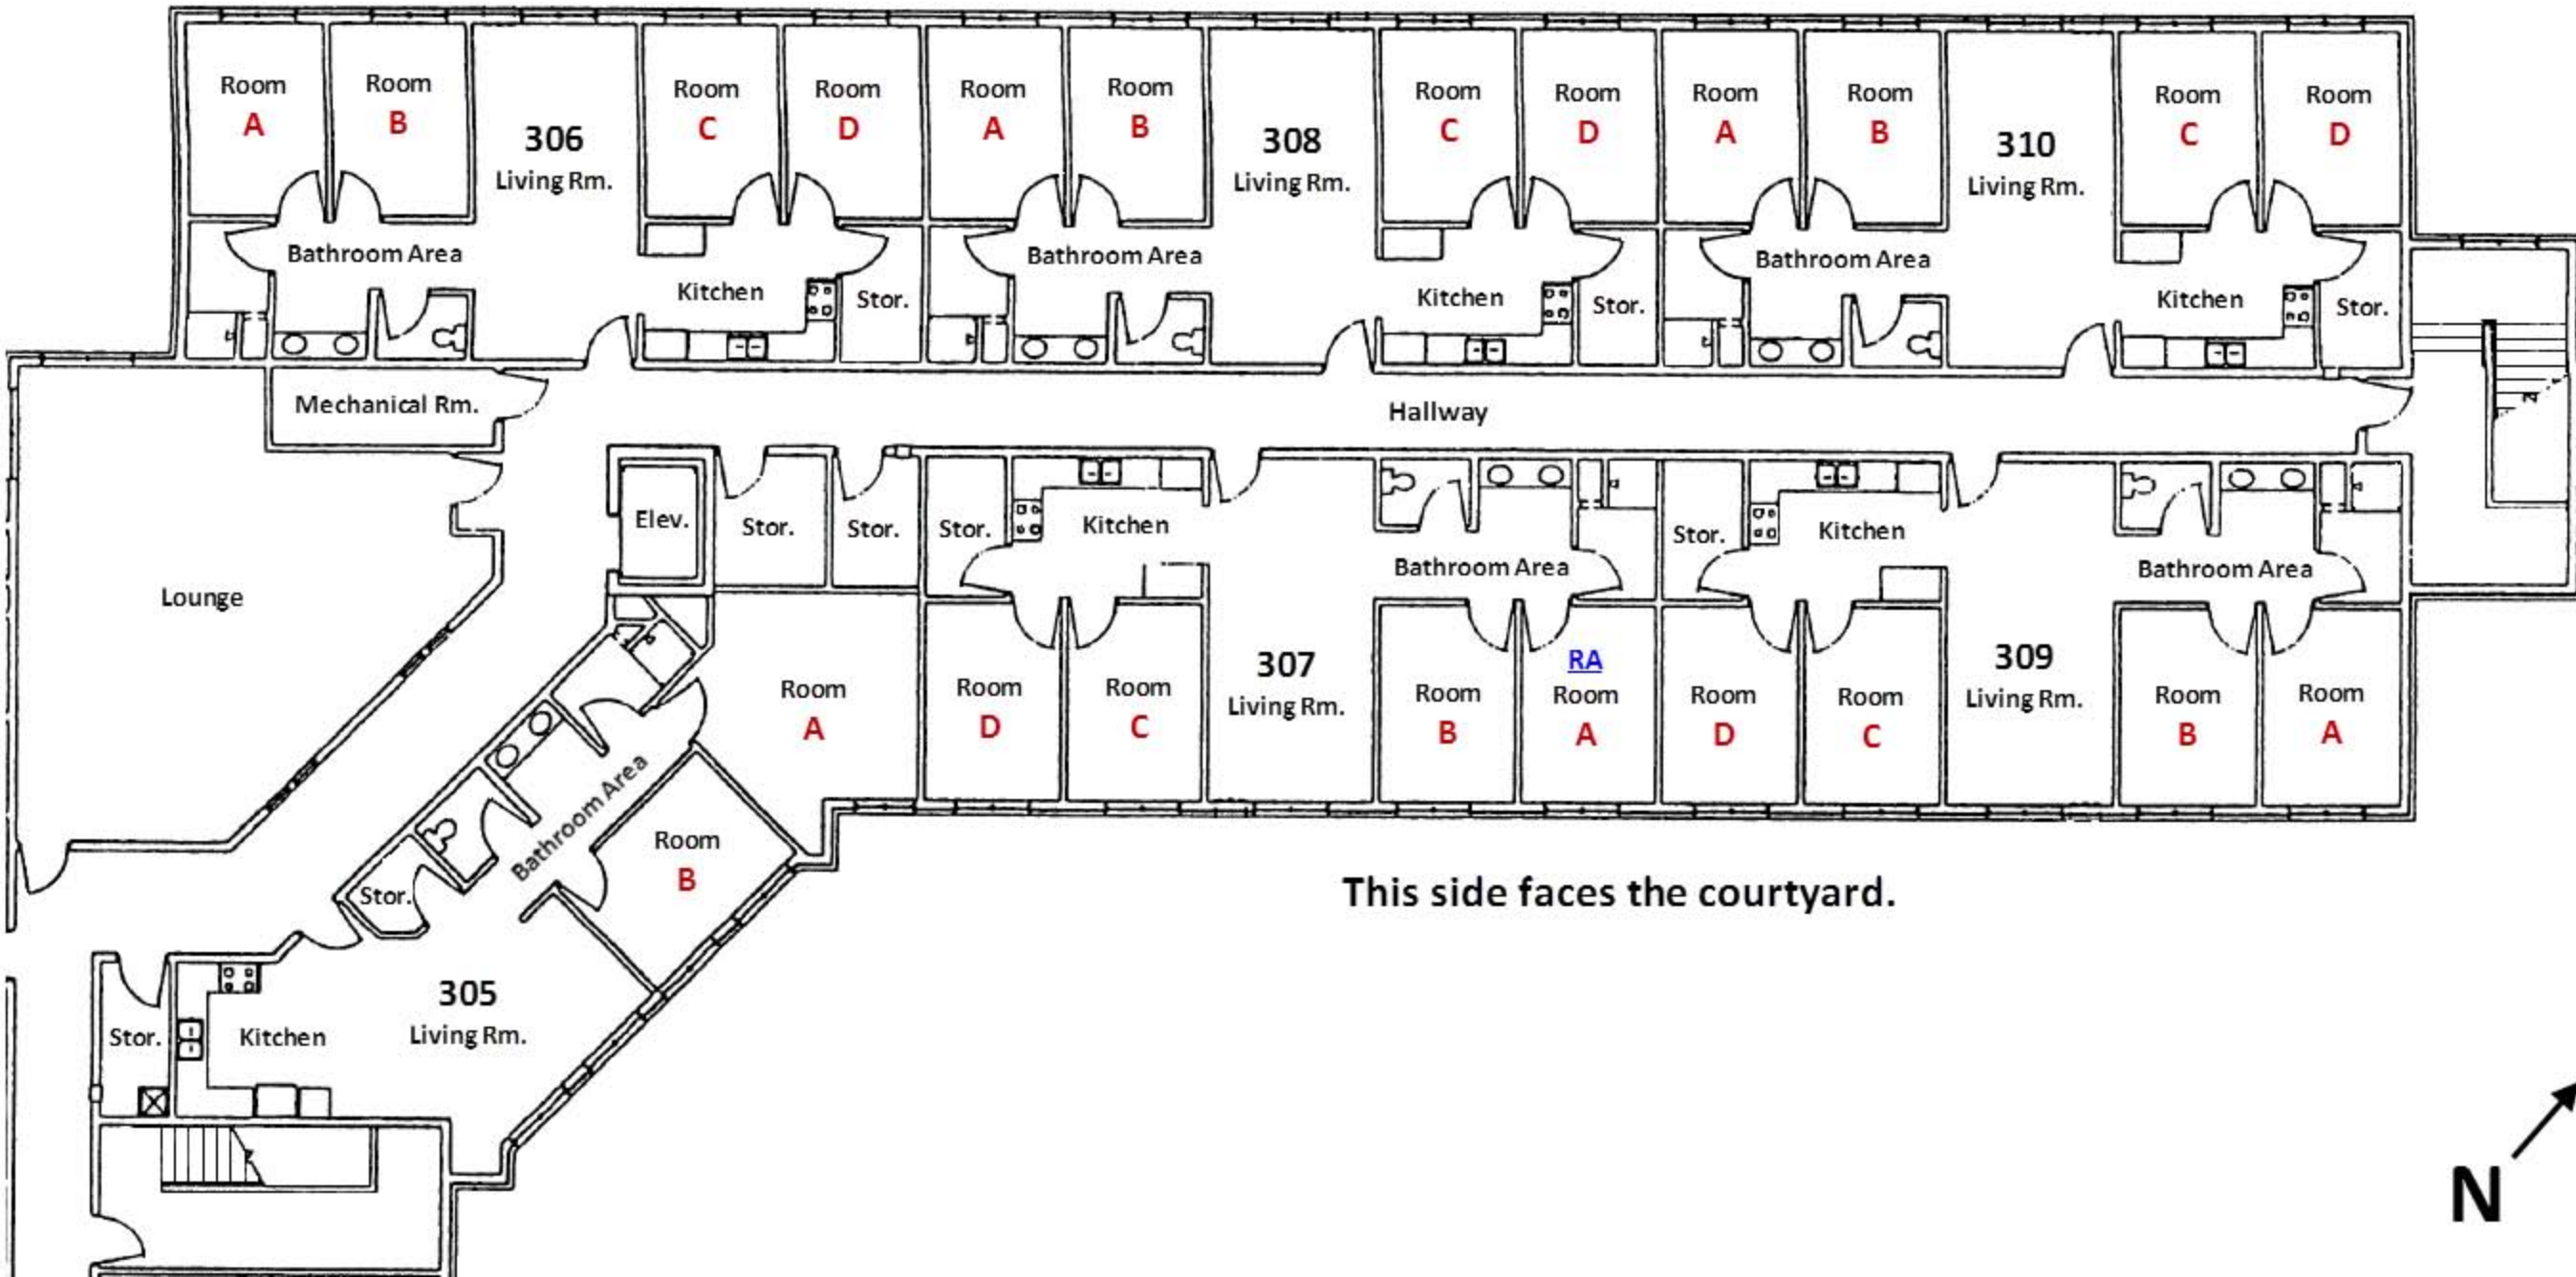 Room
A
Room
B
306
Living Rm.
Room
C
Room
D
Room
A
Room
B
308
Living Rm.
Room
C
Room
D
Room
A
Room
B
310
Living Rm.
Room
C
Room
D
Bathroom Area
Kitchen
Stor.
Bathroom Area
Kitchen
Stor.
Bathroom Area
Kitchen
Stor.
Mechanical Rm.
Hallway
Lounge
Elev.
Stor.
Stor.
Stor.
Kitchen
Bathroom Area
Stor.
Kitchen
Bathroom Area
Room
A
Room
D
Room
C
307
Living Rm.
Room
B
RA
Room
A
Room
D
Room
C
309
Living Rm.
Room
B
Room
A
Bathroom Area
Room
B
Stor.
This side faces the courtyard.
305
Living Rm.
Kitchen
Stor.
N